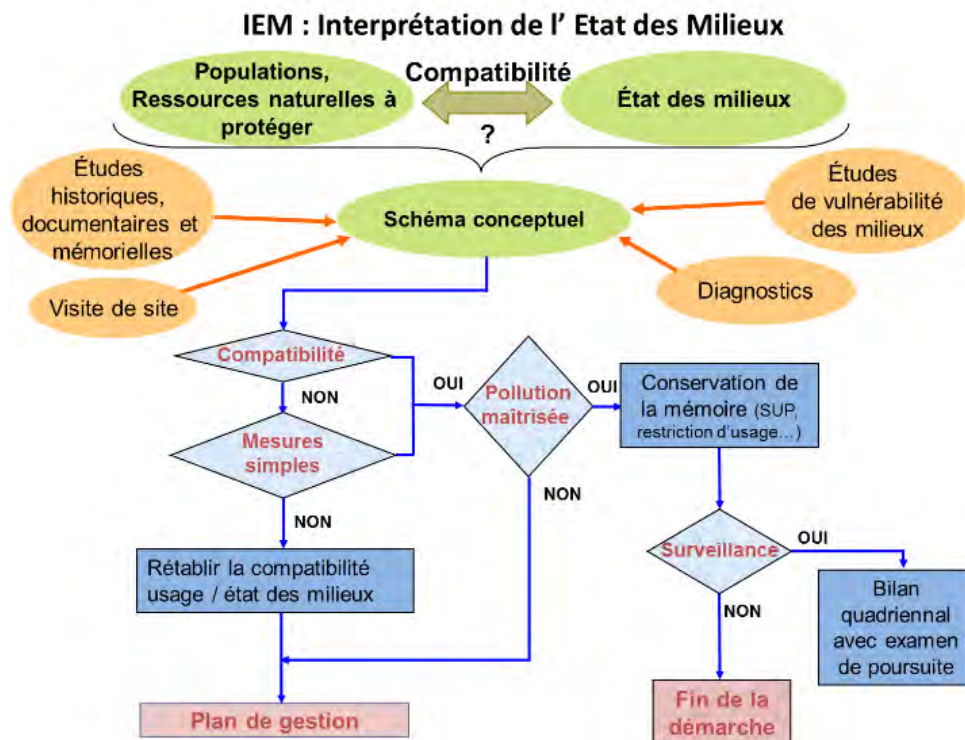 IEM : Interprétation de l' Etat des Milieux
Populations,
Ressources naturelles à
protéger
Compatibilité
?
État des milieux
Études
historiques,
documentaires et
mémorielles
Schéma conceptuel
Études
de vulnérabilité
des milieux
Visite de site
Diagnostics
Compatibilité
OUI
NON
Mesures
simples
NON
Rétablir la compatibilité
usage / état des milieux
Pollution
maîtrisée
OUI
NON
Conservation de
la mémoire (SUP,
restriction d'usage…)
Surveillance
OUI
NON
Bilan
quadriennal
avec examen
de poursuite
Plan de gestion
Fin de la
démarche